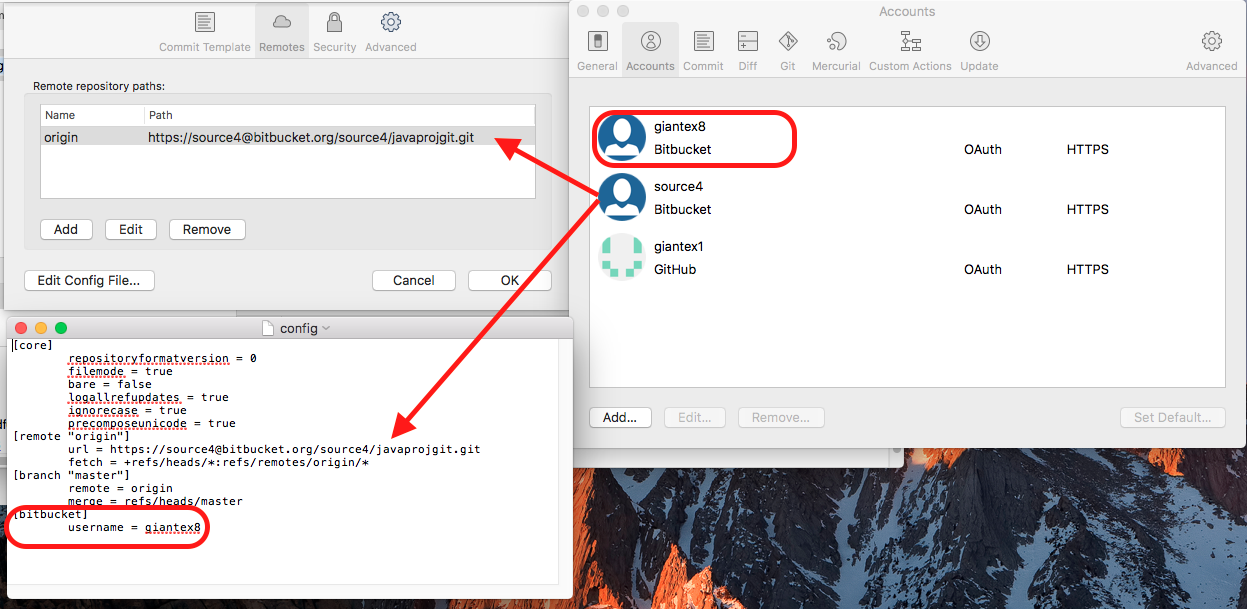 Commit Template
Remotes
Security
Advanced
Remote repository paths:
Name Path
origin https://source4@bitbucket.org/source4/javaprojgit.git
Add
Edit
Remove
Edit Config File...
Cancel
OK
Accounts
General
Accounts
Commit
Diff
Git
Mercurial
Custom Actions
Update
Advanced
giantex8
Bitbucket OAuth HTTPS
source4
Bitbucket OAuth HTTPS
giantex1
GitHub OAuth HTTPS
Add...
Edit...
Remove...
Set Default...
config
[core]
repositoryformatversion = 0
filemode = true
bare = false
logallrefupdates = true
ignorecase = true
precomposeunicode = true
[remote "origin"]
url = https://source4@bitbucket.org/source4/javaprojgit.git
fetch = +refs/heads/*:refs/remotes/origin/*
[branch "master"]
remote = origin
merge = refs/heads/master
[bitbucket]
username = giantex8